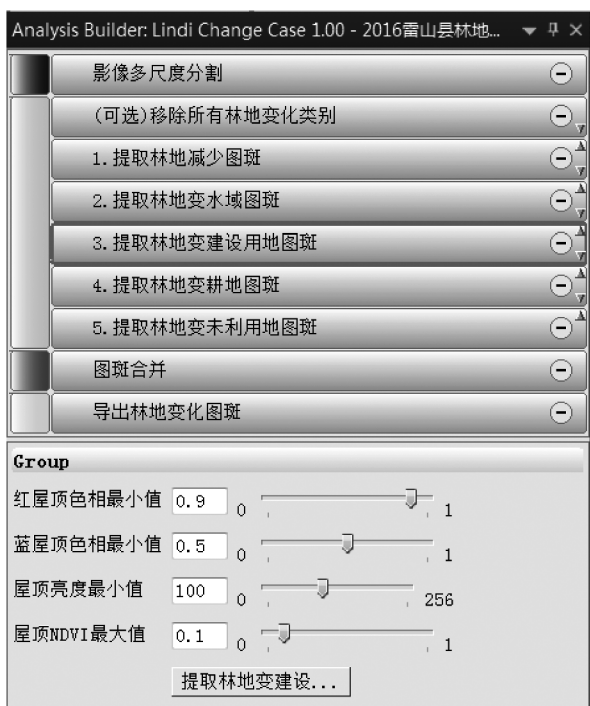 Analysis Builder: Lindi Change Case 1.00 - 2016雷山县林地...
影像多尺度分割
(可选)移除所有林地变化类别
1. 提取林地减少图斑
2. 提取林地变水域图斑
3. 提取林地变建设用地图斑
4. 提取林地变耕地图斑
5. 提取林地变未利用地图斑
图斑合并
导出林地变化图斑
Group
红屋顶色相最小值 0.9 0 1
蓝屋顶色相最小值 0.5 0 1
屋顶亮度最小值 100 0 256
屋顶NDVI最大值 0.1 0 1
提取林地变建设...